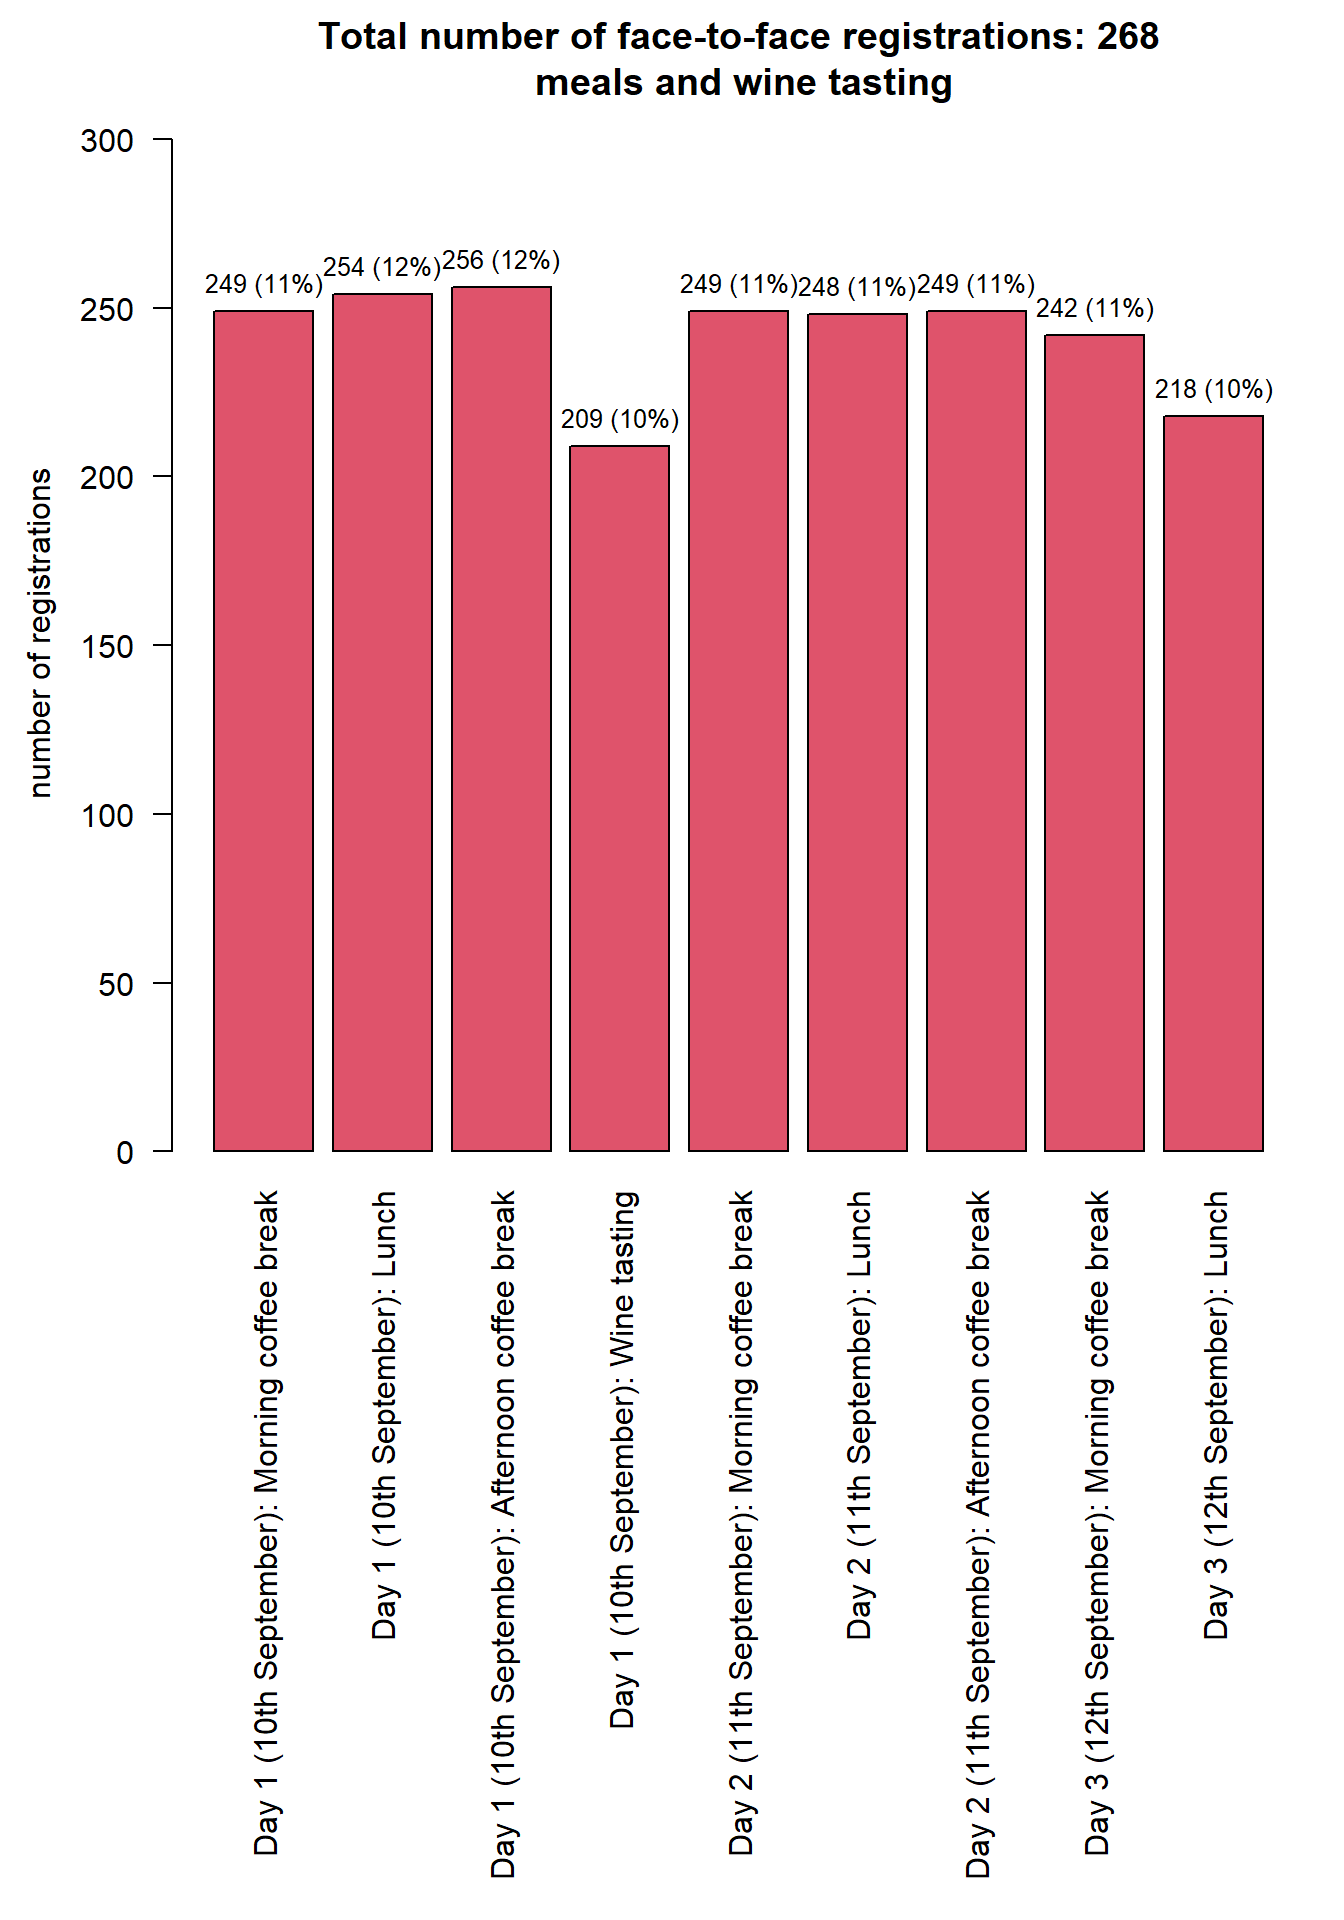 Total number of face-to-face registrations: 268
meals and wine tasting
number of registrations
300
250
200
150
100
50
0
249 (11%)
254 (12%)
256 (12%)
209 (10%)
249 (11%)
248 (11%)
249 (11%)
242 (11%)
218 (10%)
Day 1 (10th September): Morning coffee break
Day 1 (10th September): Lunch
Day 1 (10th September): Afternoon coffee break
Day 1 (10th September): Wine tasting
Day 2 (11th September): Morning coffee break
Day 2 (11th September): Lunch
Day 2 (11th September): Afternoon coffee break
Day 3 (12th September): Morning coffee break
Day 3 (12th September): Lunch